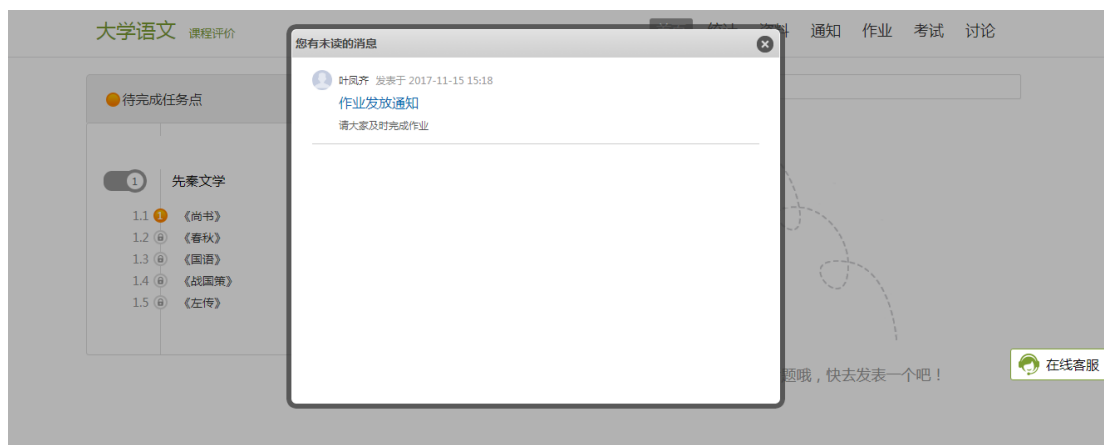 大学语文 课程评价
通知 作业 考试 讨论
您有未读的消息
叶凤齐 发表于 2017-11-15 15:18
作业发放通知
请大家及时完成作业
待完成任务点
1 先秦文学
1.1 1 《尚书》
1.2 《春秋》
1.3 《国语》
1.4 《战国策》
1.5 《左传》
题哦，快去发表一个吧！
在线客服